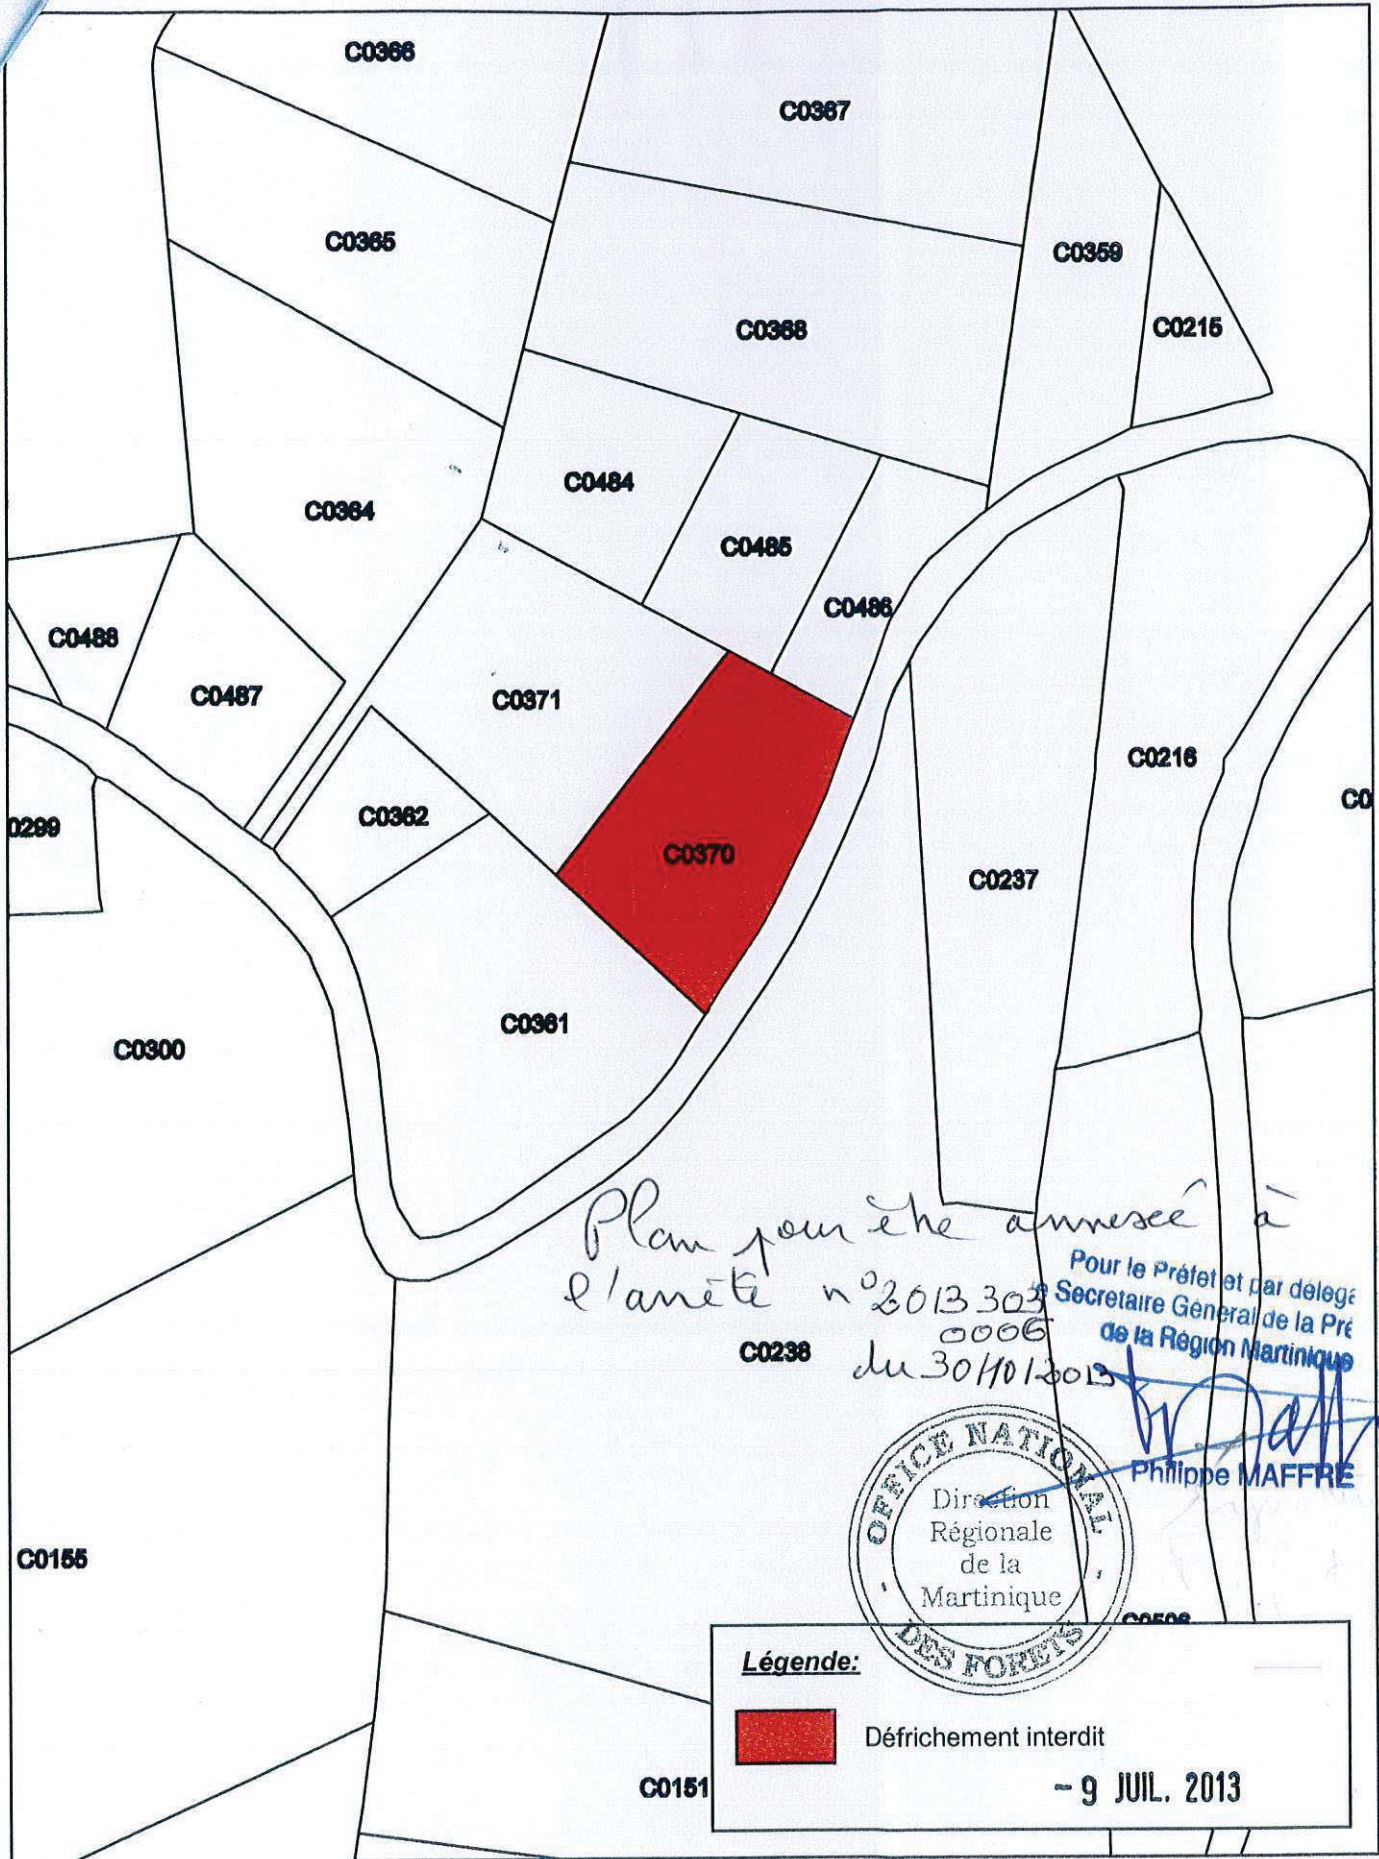 C0366
C0367
C0365
C0359
C0368
C0215
C0484
C0364
C0485
C0486
C0488
C0487
C0371
C0216
C0
C0362
0299
C0370
C0237
C0361
C0300
Plan pour être annexé à
l'arrêté n° 2013303
0006
du 30/10/2013
Pour le Préfet et par délég
Secrétaire Général de la Pré
de la Région Martinique
C0238
Philippe MAFFRE
OFFICE NATIONAL
DES FORETS
Direction
Régionale
de la
Martinique
C0155
C0506
Légende:
Défrichement interdit
C0151
- 9 JUIL. 2013